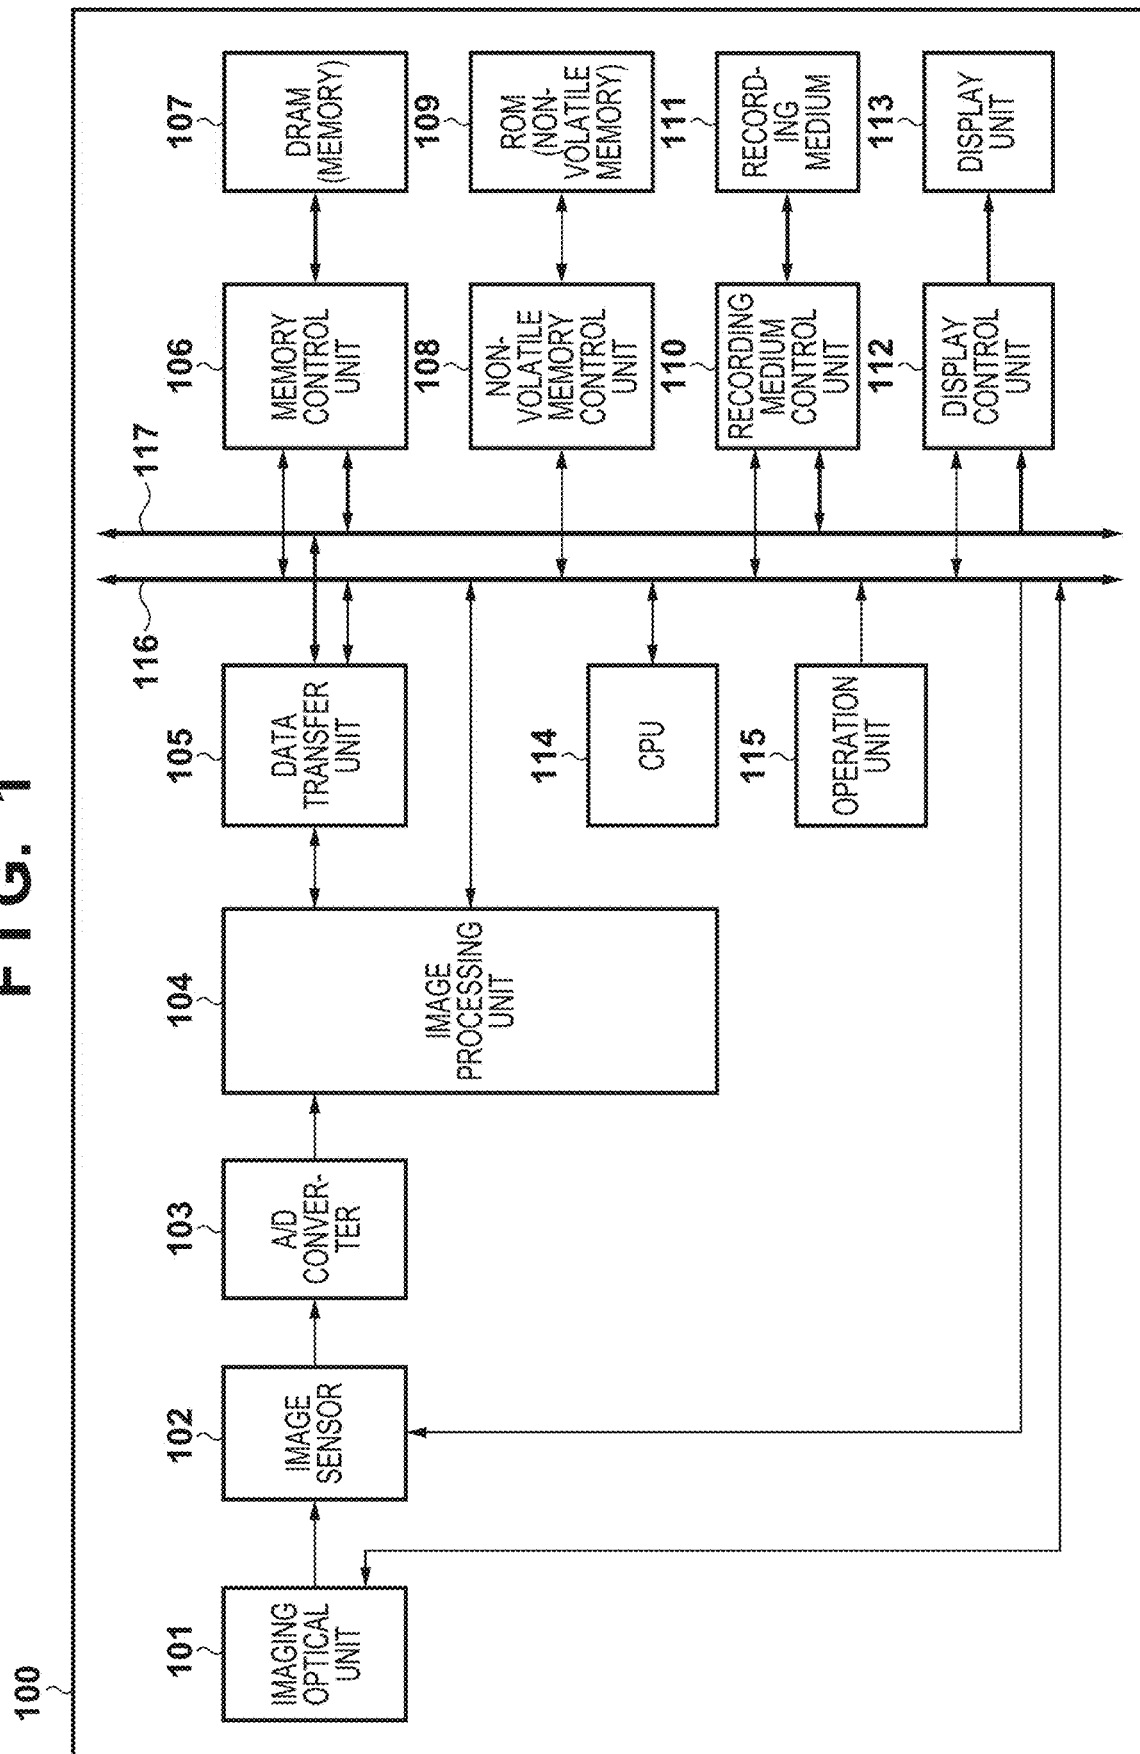 FIG. 1
100
101
IMAGING
OPTICAL
UNIT
102
IMAGE
SENSOR
103
A/D
CONVER-
TER
104
IMAGE
PROCESSING
UNIT
105
DATA
TRANSFER
UNIT
116
117
106
MEMORY
CONTROL
UNIT
107
DRAM
(MEMORY)
108
NON-
VOLATILE
MEMORY
CONTROL
UNIT
109
ROM
(NON-
VOLATILE
MEMORY)
114
CPU
110
RECORDING
MEDIUM
CONTROL
UNIT
111
RECORD-
ING
MEDIUM
115
OPERATION
UNIT
112
DISPLAY
CONTROL
UNIT
113
DISPLAY
UNIT